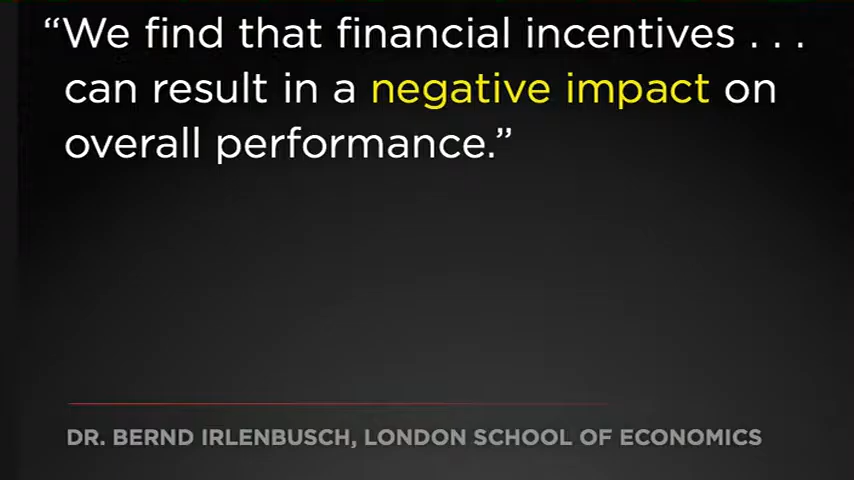 “We find that financial incentives . . .
can result in a negative impact on
overall performance.”
DR. BERND IRLENBUSCH, LONDON SCHOOL OF ECONOMICS